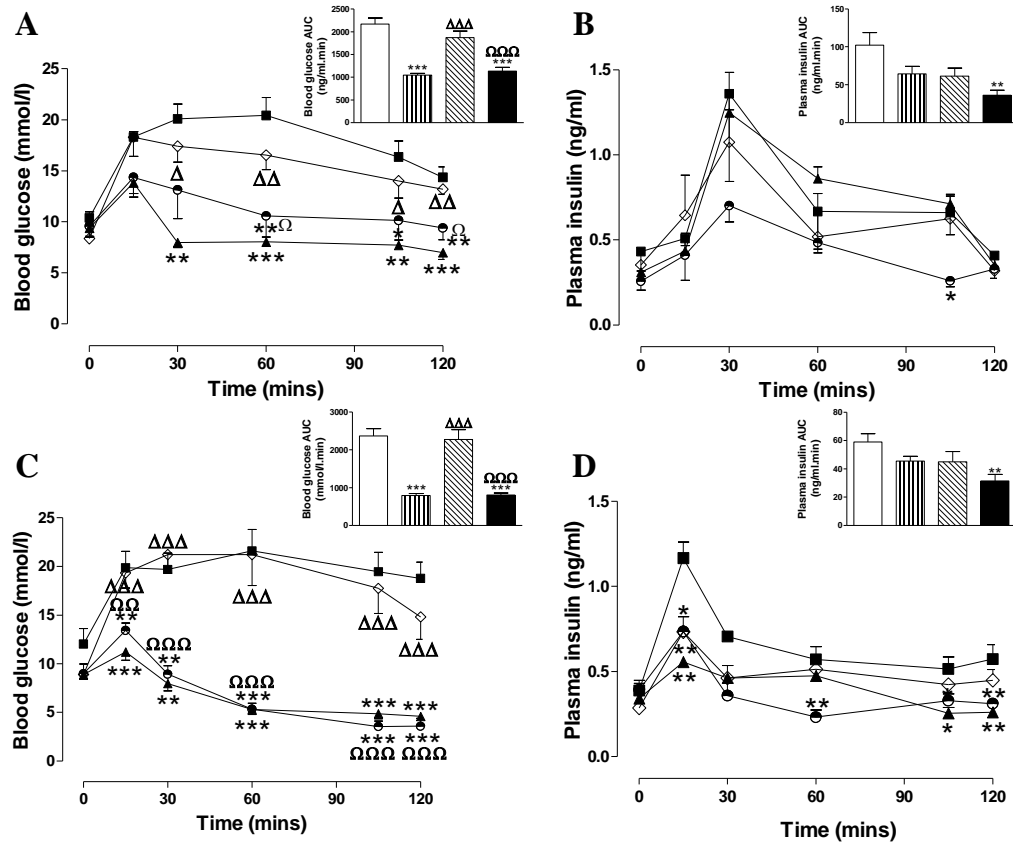 A
Blood glucose (mmol/l)
25
20
15
10
5
0
Δ
ΔΔ
Δ
ΔΔ
**Ω
*
Ω
**
**
***
**
***
0
30
60
90
120
Time (mins)
Blood glucose AUC
(ng/ml.min)
2500
2000
1500
1000
500
0
***
ΔΔΔ
ΩΩΩ
***
B
Plasma insulin (ng/ml)
1.5
1.0
0.5
0.0
*
0
30
60
90
120
Time (mins)
Plasma insulin AUC
(ng/ml.min)
150
100
50
0
**
C
Blood glucose (mmol/l)
25
20
15
10
5
0
ΔΔΔ
ΔΔΔ
ΩΩ
**
ΔΔΔ
ΔΔΔ
ΔΔΔ
ΩΩΩ
**
***
**
ΩΩΩ
***
***
*** ***
*** ***
ΩΩΩ ΩΩΩ
0
30
60
90
120
Time (mins)
Blood glucose AUC
(mmol/l.min)
3000
2000
1000
0
***
ΔΔΔ
ΩΩΩ
***
D
Plasma insulin (ng/ml)
1.5
1.0
0.5
0.0
*
**
**
**
*
**
*
**
0
30
60
90
120
Time (mins)
Plasma insulin AUC
(ng/ml.min)
80
60
40
20
0
**